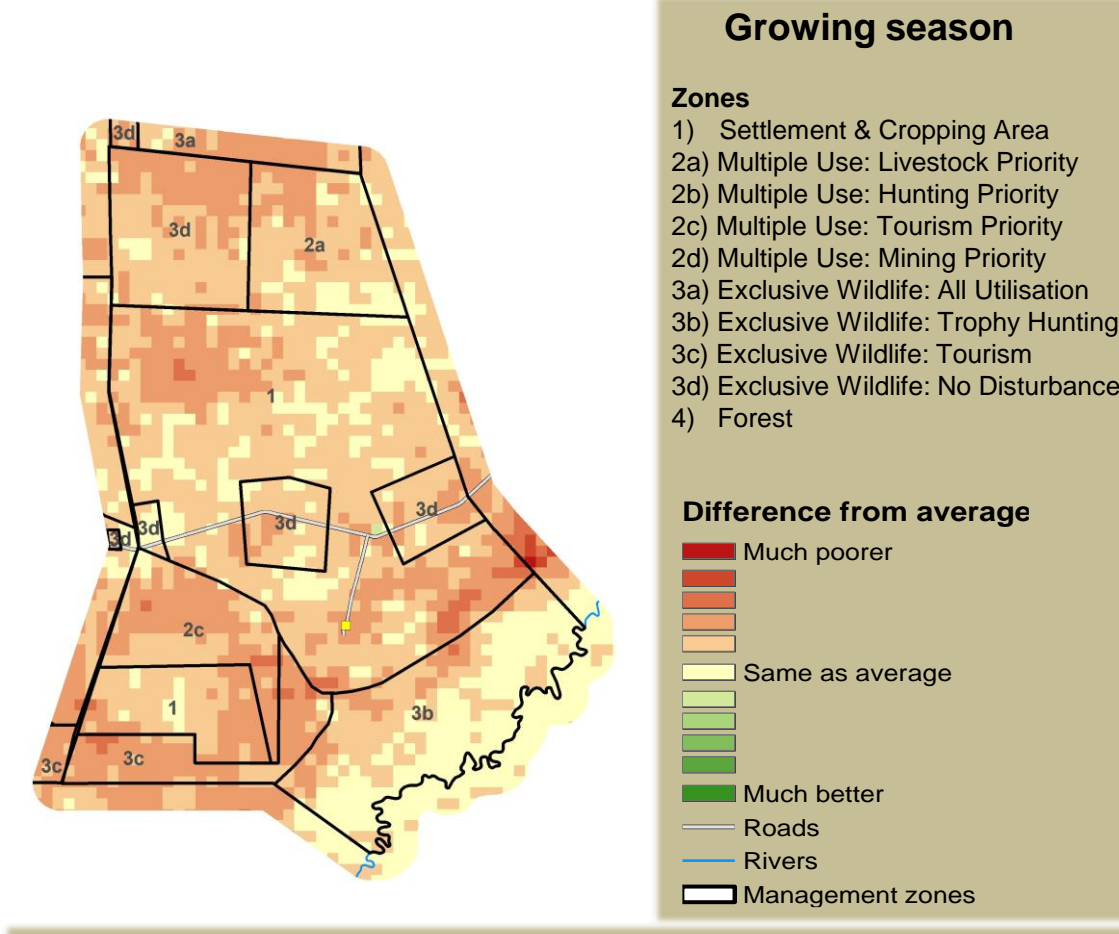 Growing season
Zones
1) Settlement & Cropping Area
2a) Multiple Use: Livestock Priority
2b) Multiple Use: Hunting Priority
2c) Multiple Use: Tourism Priority
2d) Multiple Use: Mining Priority
3a) Exclusive Wildlife: All Utilisation
3b) Exclusive Wildlife: Trophy Hunting
3c) Exclusive Wildlife: Tourism
3d) Exclusive Wildlife: No Disturbance
4) Forest
Difference from average
Much poorer
Same as average
Much better
Roads
Rivers
Management zones
3d
3a
3d
2a
1
3d
3d
3d
3d
2c
1
3b
3c
3c